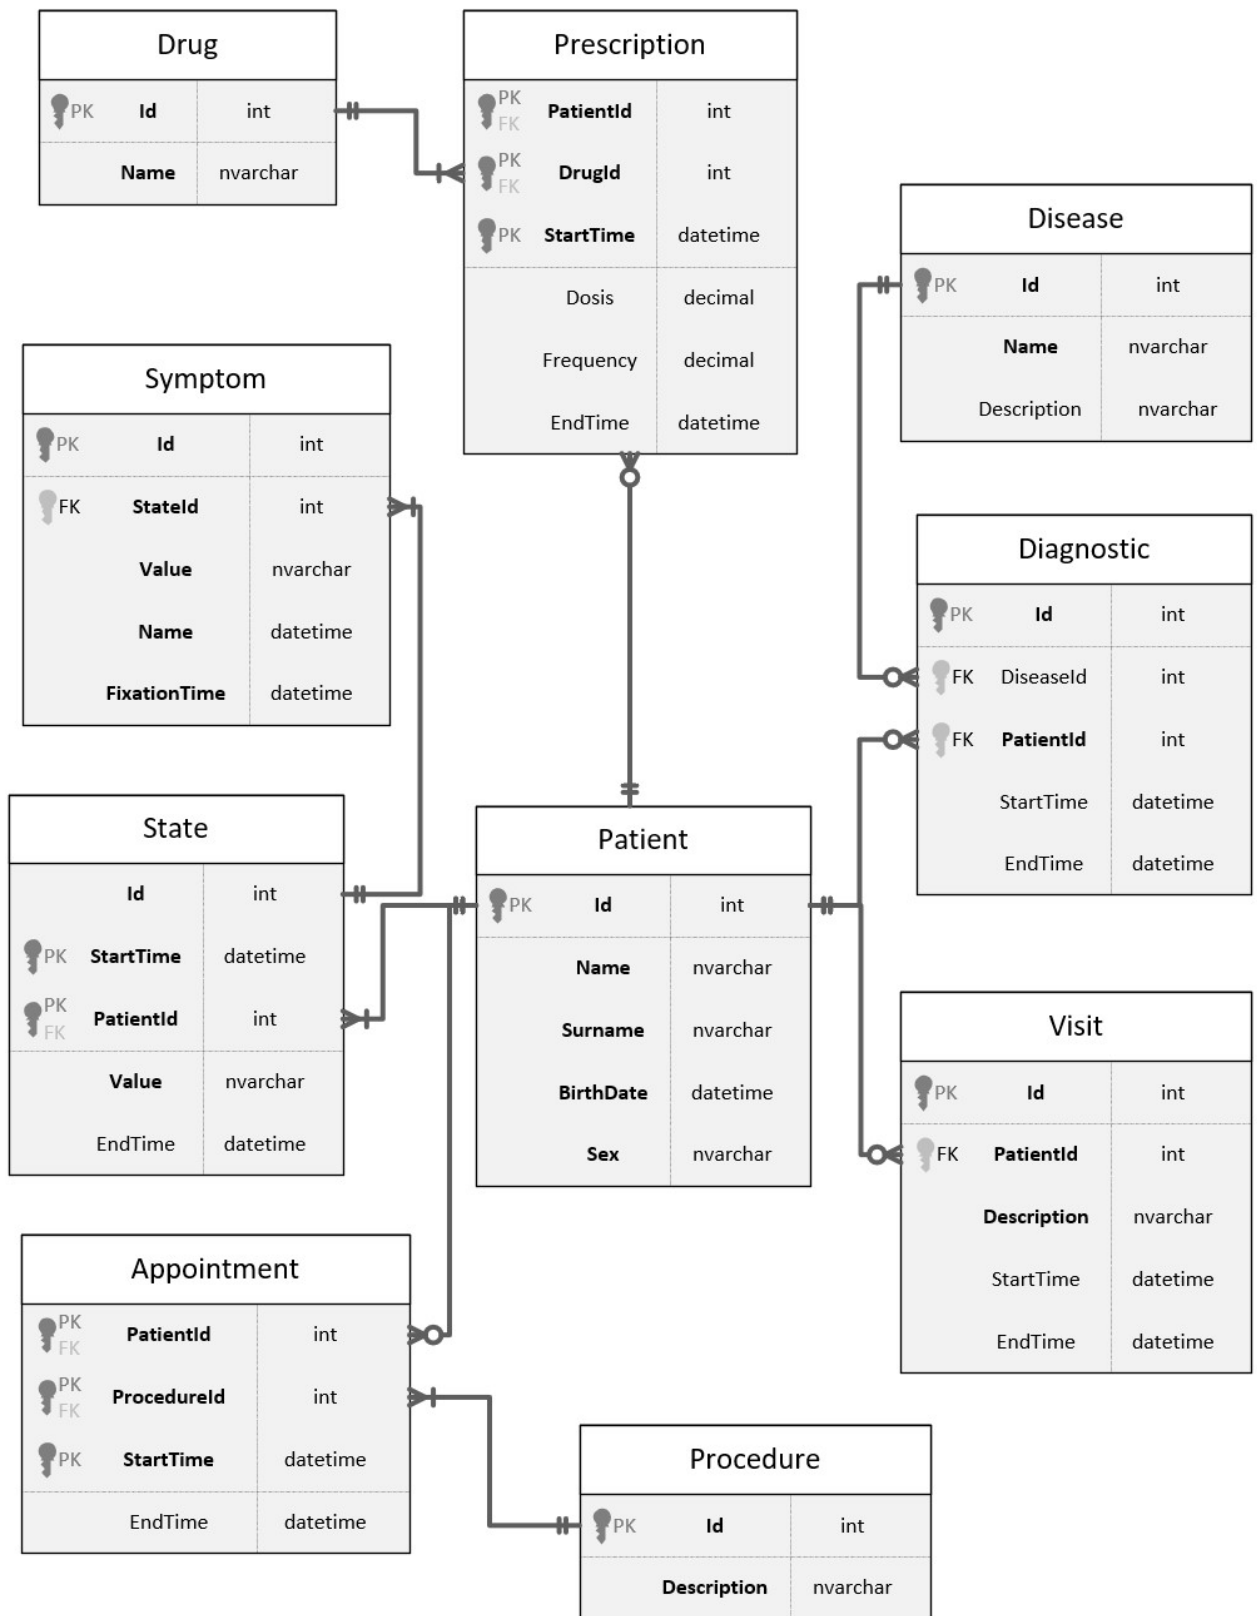 Drug
PK Id int
Name nvarchar
Prescription
PK FK PatientId int
PK FK DrugId int
PK StartTime datetime
Dosis decimal
Frequency decimal
EndTime datetime
Disease
PK Id int
Name nvarchar
Description nvarchar
Symptom
PK Id int
FK StateId int
Value nvarchar
Name datetime
FixationTime datetime
Diagnostic
PK Id int
FK DiseaseId int
FK PatientId int
StartTime datetime
EndTime datetime
State
Id int
PK StartTime datetime
PK FK PatientId int
Value nvarchar
EndTime datetime
Patient
PK Id int
Name nvarchar
Surname nvarchar
BirthDate datetime
Sex nvarchar
Visit
PK Id int
FK PatientId int
Description nvarchar
StartTime datetime
EndTime datetime
Appointment
PK FK PatientId int
PK FK ProcedureId int
PK StartTime datetime
EndTime datetime
Procedure
PK Id int
Description nvarchar